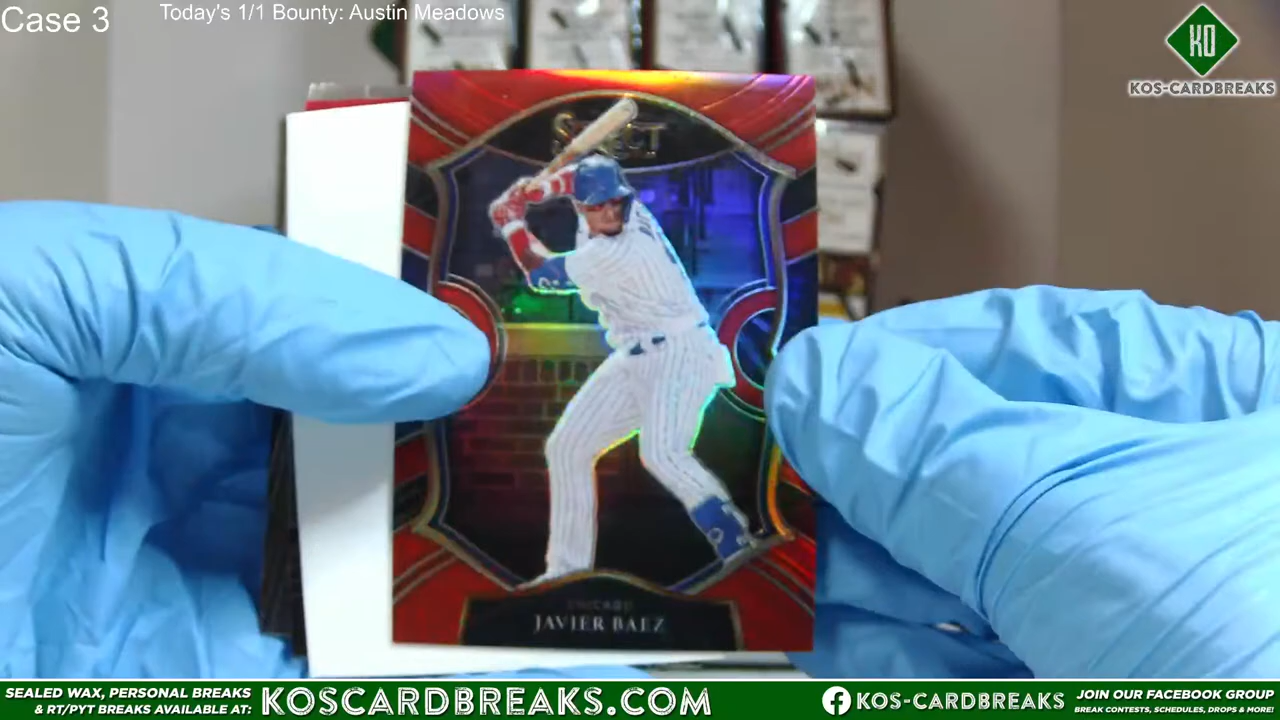 Case 3
Today's 1/1 Bounty: Austin Meadows
KO
KOS-CARDBREAKS
SELECT
CHICAGO
JAVIER BAEZ
SEALED WAX, PERSONAL BREAKS
& RT/PYT BREAKS AVAILABLE AT:
KOSCARDBREAKS.COM
KOS-CARDBREAKS
JOIN OUR FACEBOOK GROUP
BREAK CONTESTS, SCHEDULES, DROPS & MORE!